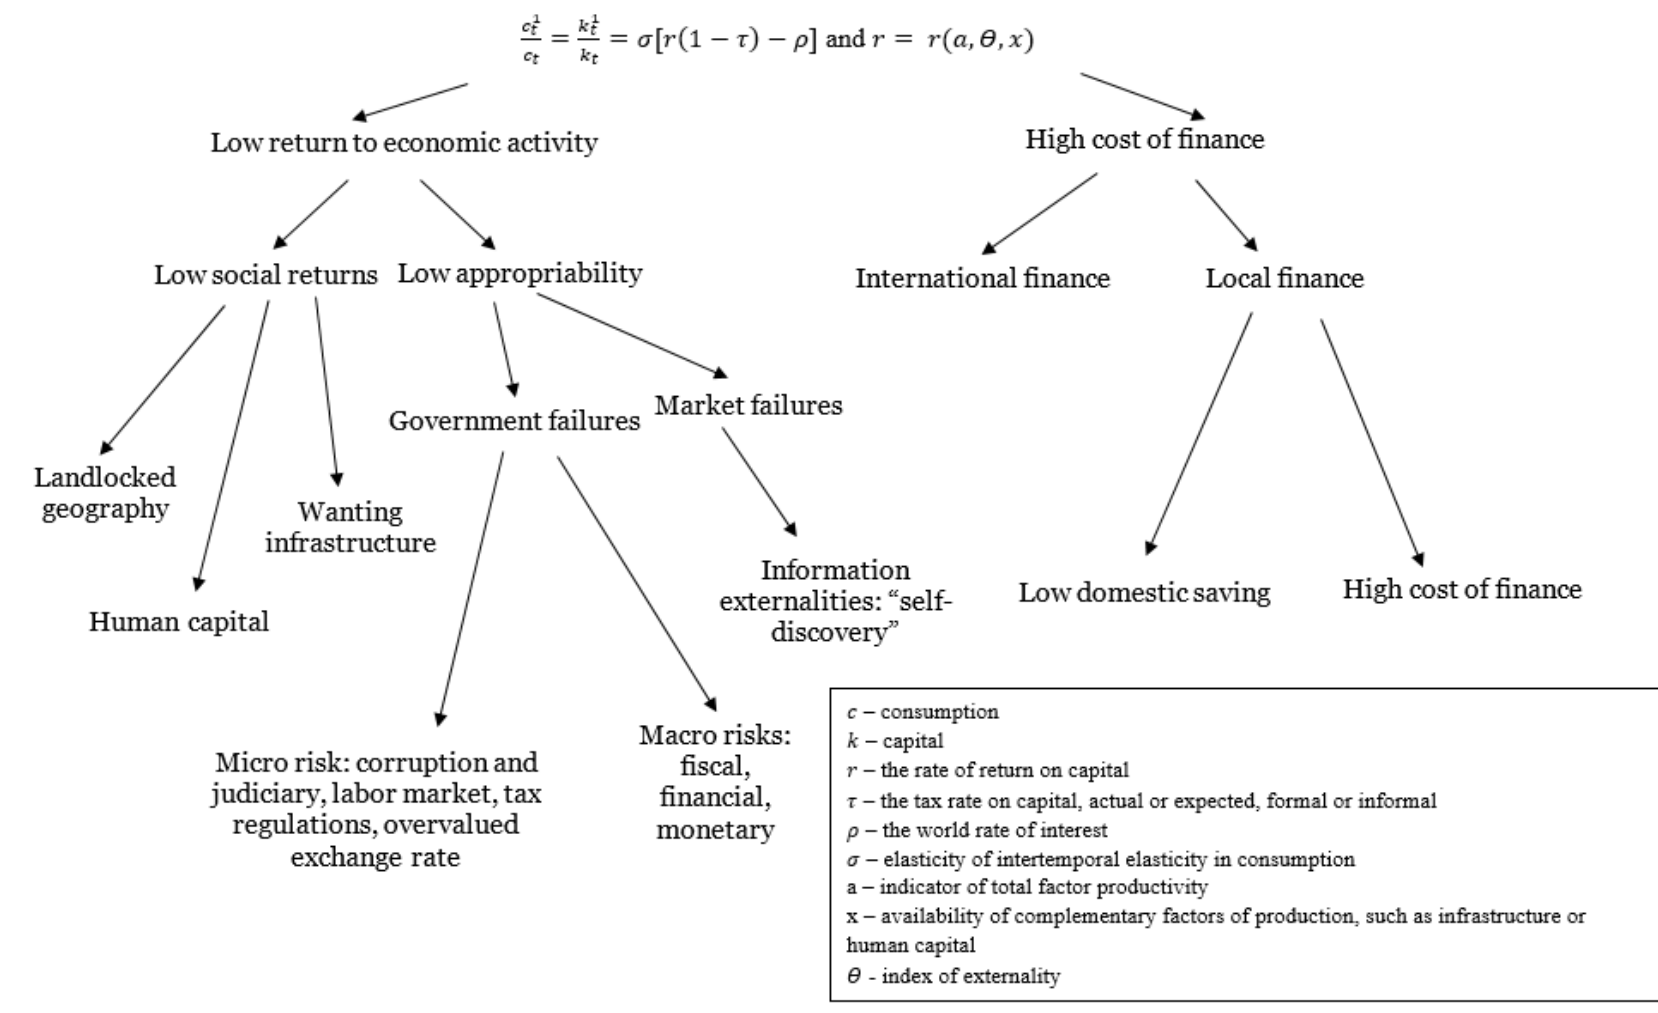 c_t^1/c_t = k_t^1/k_t = σ[r(1 − τ) − ρ] and r = r(a, θ, x)
Low return to economic activity
High cost of finance
Low social returns
Low appropriability
International finance
Local finance
Government failures
Market failures
Landlocked
geography
Wanting
infrastructure
Human capital
Information
externalities: “self-
discovery”
Low domestic saving
High cost of finance
Micro risk: corruption and
judiciary, labor market, tax
regulations, overvalued
exchange rate
Macro risks:
fiscal,
financial,
monetary
c – consumption
k – capital
r – the rate of return on capital
τ – the tax rate on capital, actual or expected, formal or informal
ρ – the world rate of interest
σ – elasticity of intertemporal elasticity in consumption
a – indicator of total factor productivity
x – availability of complementary factors of production, such as infrastructure or
human capital
θ - index of externality